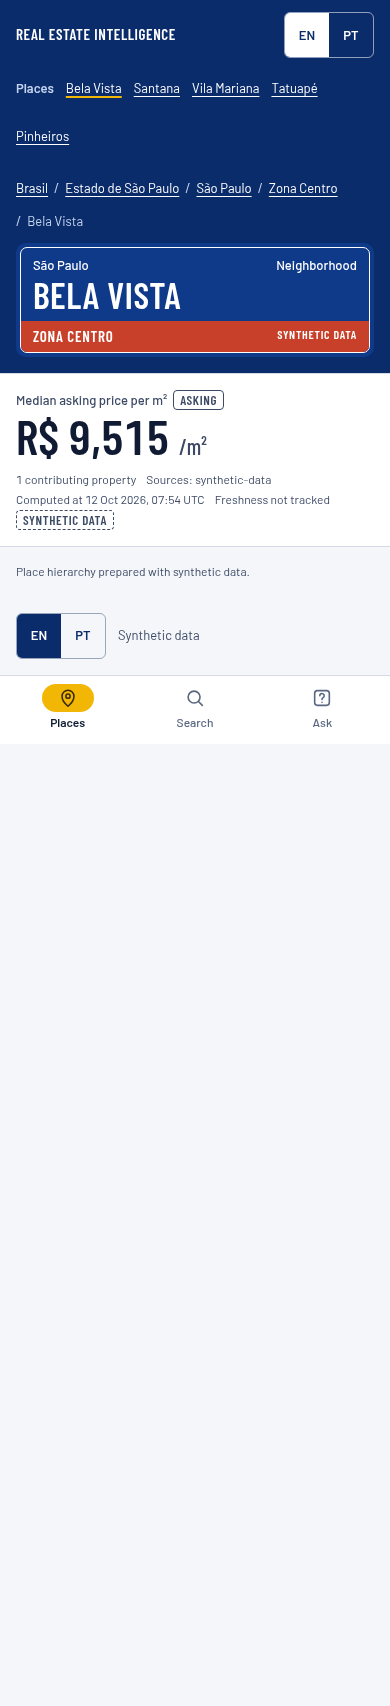 REAL ESTATE INTELLIGENCE
EN PT
Places Bela Vista Santana Vila Mariana Tatuapé
Pinheiros
Brasil / Estado de São Paulo / São Paulo / Zona Centro
/ Bela Vista
São Paulo Neighborhood
BELA VISTA
ZONA CENTRO SYNTHETIC DATA
Median asking price per m² ASKING
R$ 9,515 /m²
1 contributing property Sources: synthetic-data
Computed at 12 Oct 2026, 07:54 UTC Freshness not tracked
SYNTHETIC DATA
Place hierarchy prepared with synthetic data.
EN PT Synthetic data
Places Search Ask